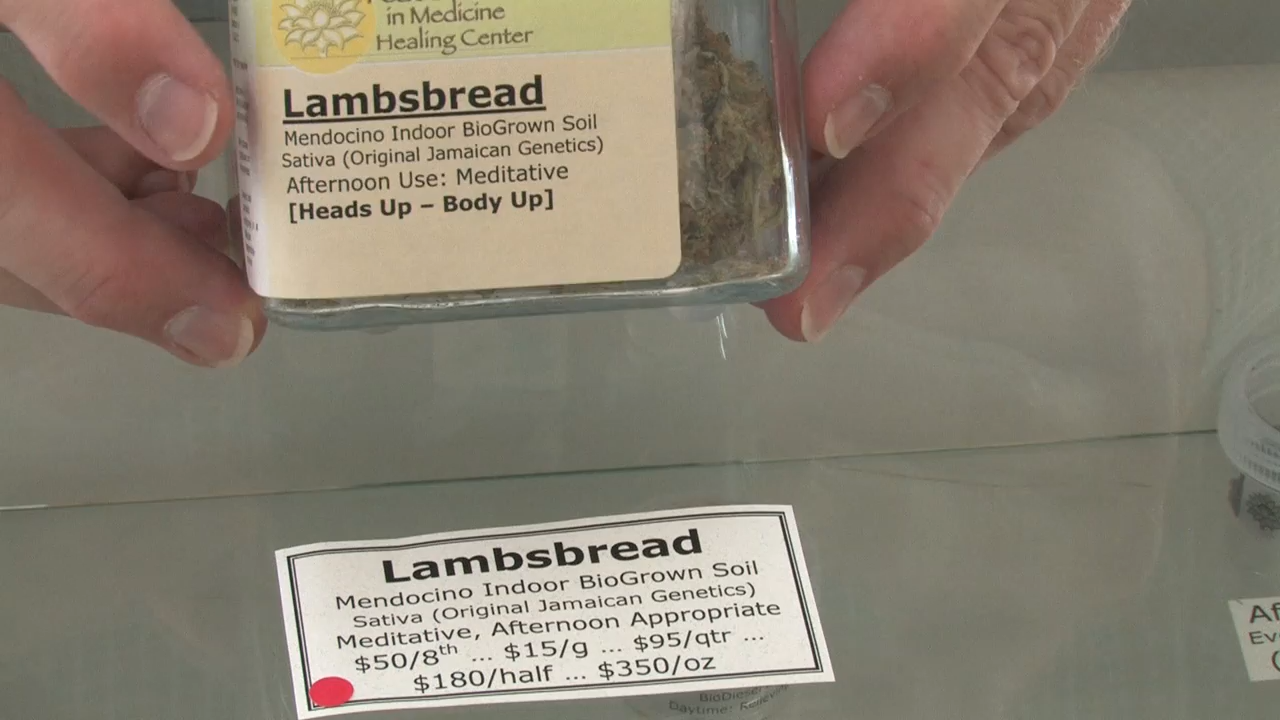 in Medicine
Healing Center
Lambsbread
Mendocino Indoor BioGrown Soil
Sativa (Original Jamaican Genetics)
Afternoon Use: Meditative
[Heads Up – Body Up]
Lambsbread
Mendocino Indoor BioGrown Soil
Sativa (Original Jamaican Genetics)
Meditative, Afternoon Appropriate
$50/8th ... $15/g ... $95/qtr ...
$180/half ... $350/oz
Daytime: